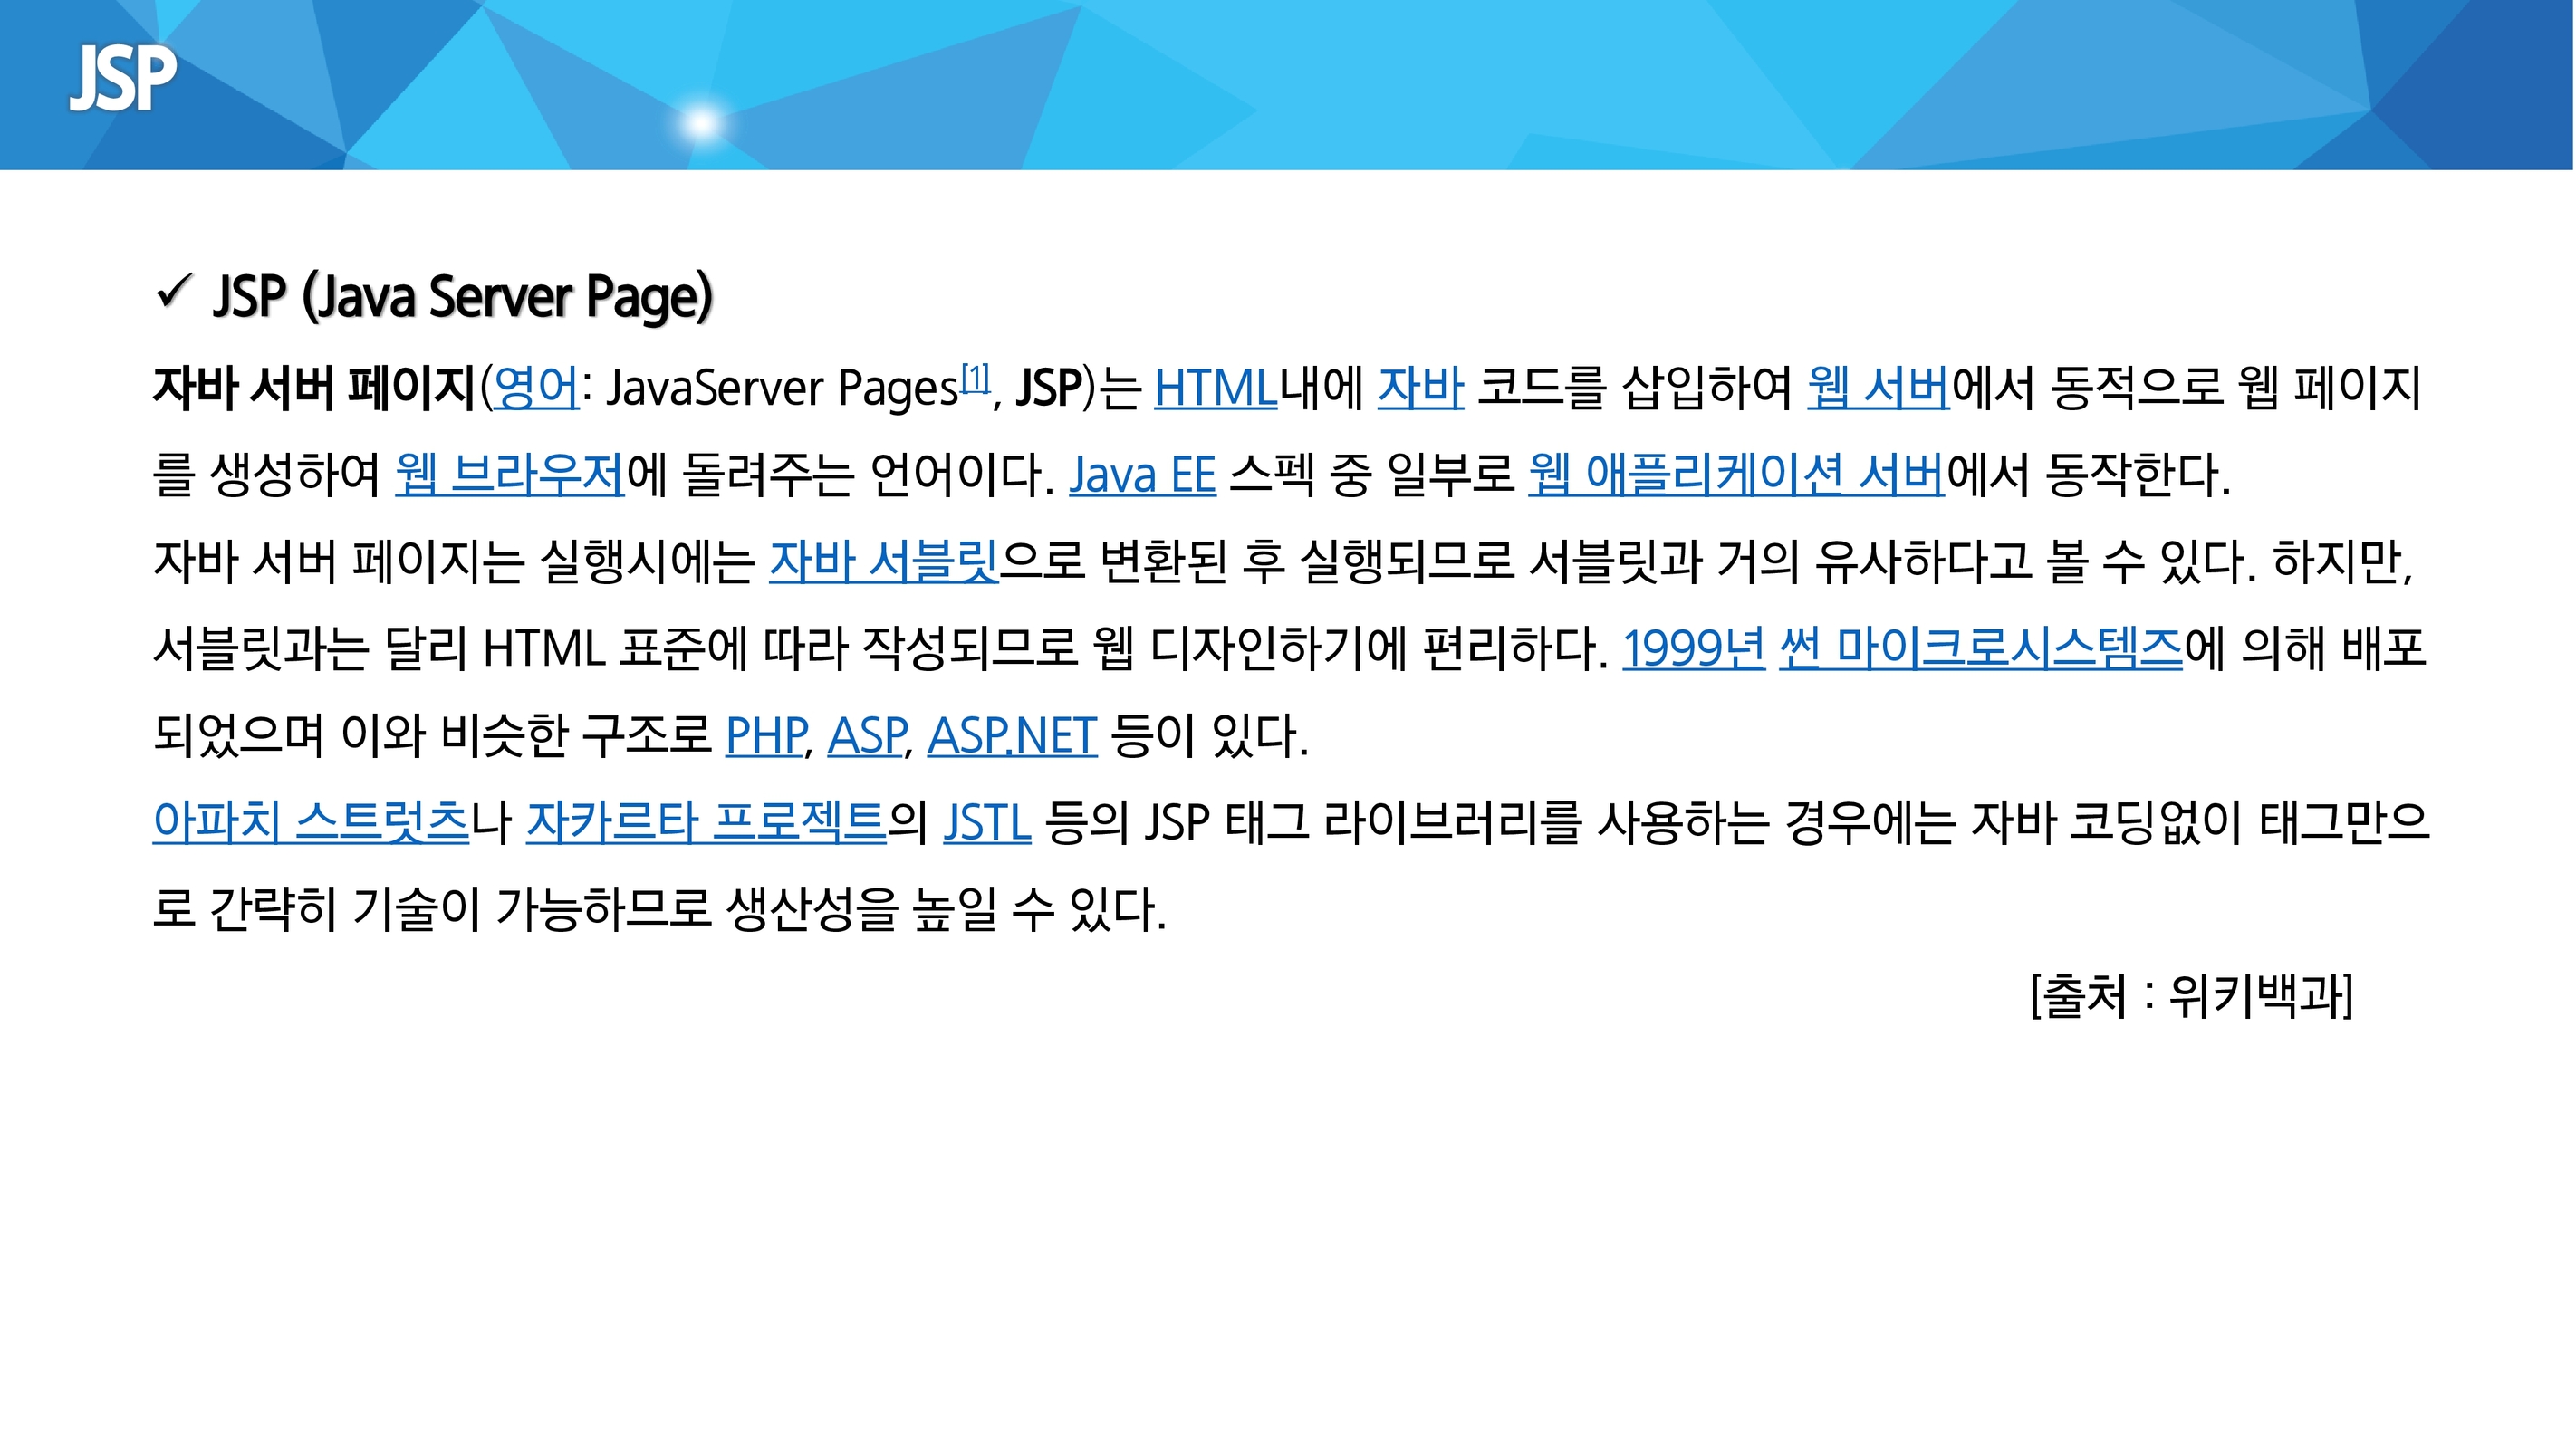 JSP
✓ JSP (Java Server Page)
자바 서버 페이지(영어: JavaServer Pages[1], JSP)는 HTML내에 자바 코드를 삽입하여 웹 서버에서 동적으로 웹 페이지
를 생성하여 웹 브라우저에 돌려주는 언어이다. Java EE 스펙 중 일부로 웹 애플리케이션 서버에서 동작한다.
자바 서버 페이지는 실행시에는 자바 서블릿으로 변환된 후 실행되므로 서블릿과 거의 유사하다고 볼 수 있다. 하지만,
서블릿과는 달리 HTML 표준에 따라 작성되므로 웹 디자인하기에 편리하다. 1999년 썬 마이크로시스템즈에 의해 배포
되었으며 이와 비슷한 구조로 PHP, ASP, ASP.NET 등이 있다.
아파치 스트럿츠나 자카르타 프로젝트의 JSTL 등의 JSP 태그 라이브러리를 사용하는 경우에는 자바 코딩없이 태그만으
로 간략히 기술이 가능하므로 생산성을 높일 수 있다.
[출처 : 위키백과]